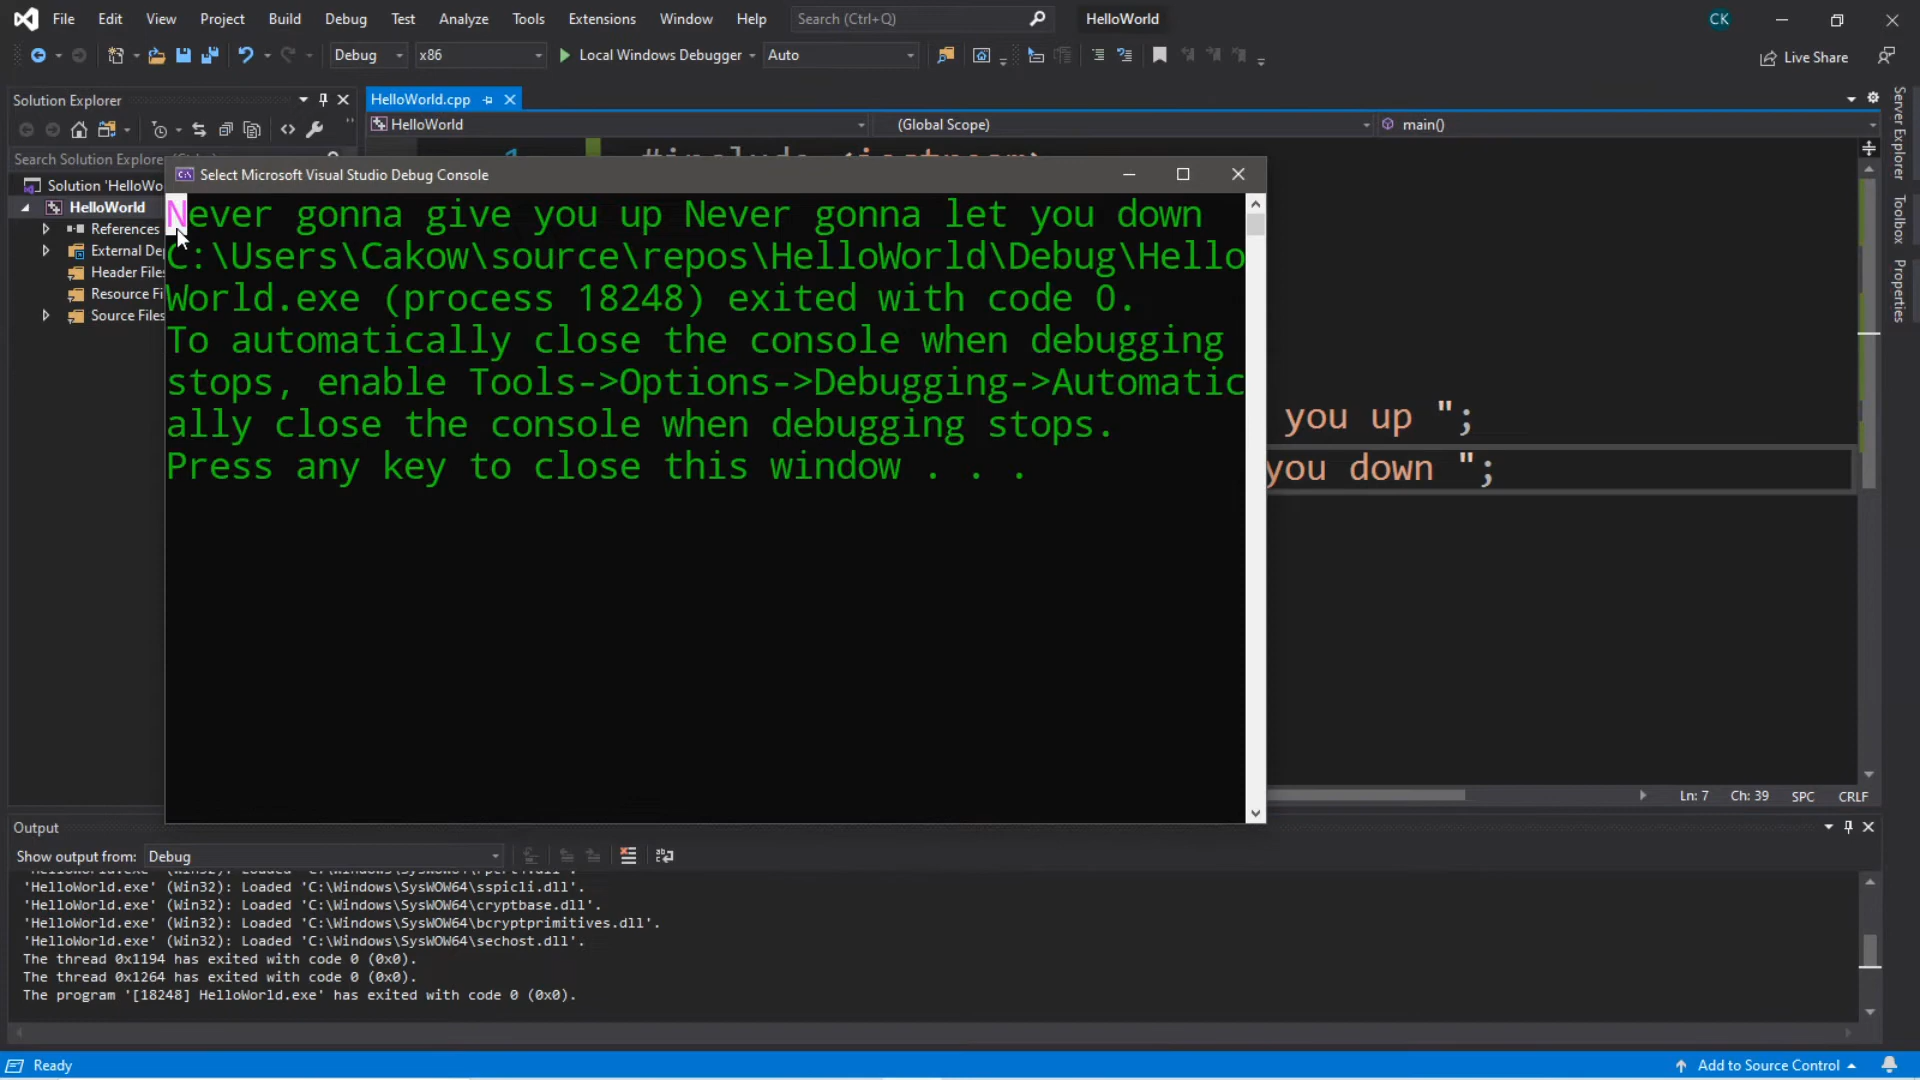 File Edit View Project Build Debug Test Analyze Tools Extensions Window Help Search (Ctrl+Q) HelloWorld CK
Debug x86 Local Windows Debugger Auto Live Share
Solution Explorer
HelloWorld.cpp
HelloWorld (Global Scope) main()
Search Solution Explorer
1 #include <iostream>
Solution 'HelloWo
HelloWorld
References
External De
Header Files
Resource Fi
Source Files
Select Microsoft Visual Studio Debug Console
Never gonna give you up Never gonna let you down
C:\Users\Cakow\source\repos\HelloWorld\Debug\Hello
World.exe (process 18248) exited with code 0.
To automatically close the console when debugging
stops, enable Tools->Options->Debugging->Automatic
ally close the console when debugging stops.
Press any key to close this window . . .
you up ";
you down ";
Server Explorer
Toolbox
Properties
Ln: 7 Ch: 39 SPC CRLF
Output
Show output from: Debug
'HelloWorld.exe' (Win32): Loaded 'C:\Windows\SysWOW64\sspicli.dll'.
'HelloWorld.exe' (Win32): Loaded 'C:\Windows\SysWOW64\cryptbase.dll'.
'HelloWorld.exe' (Win32): Loaded 'C:\Windows\SysWOW64\bcryptprimitives.dll'.
'HelloWorld.exe' (Win32): Loaded 'C:\Windows\SysWOW64\sechost.dll'.
The thread 0x1194 has exited with code 0 (0x0).
The thread 0x1264 has exited with code 0 (0x0).
The program '[18248] HelloWorld.exe' has exited with code 0 (0x0).
Ready
Add to Source Control